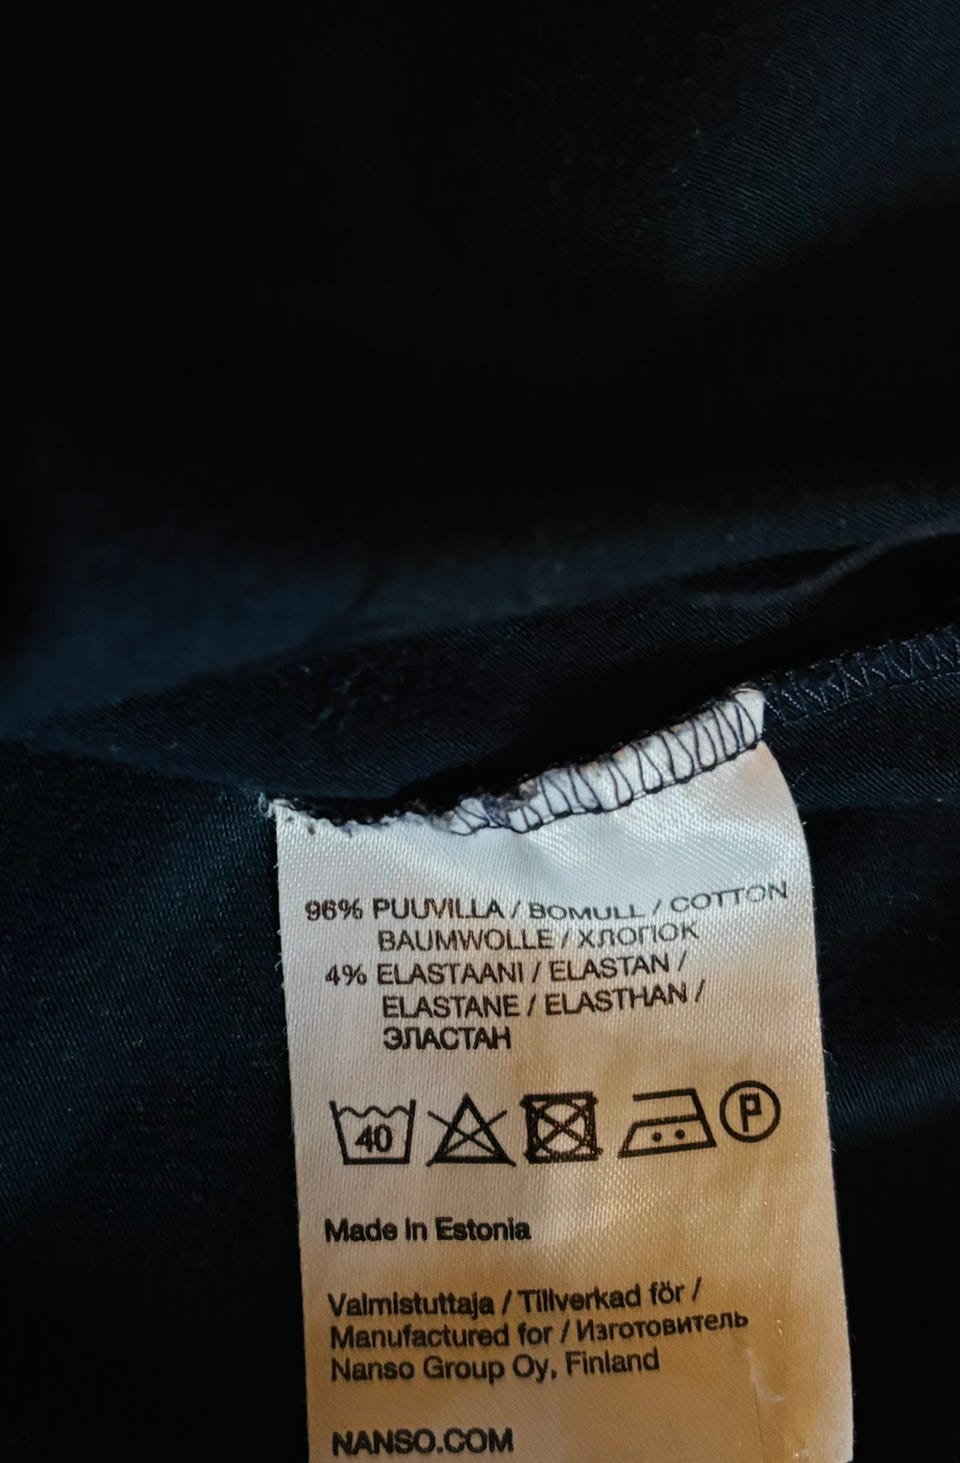 96% PUUVILLA / BOMULL / COTTON
BAUMWOLLE / ХЛОПОК
4% ELASTAANI / ELASTAN /
ELASTANE / ELASTHAN /
ЭЛАСТАН
40
P
Made in Estonia
Valmistuttaja / Tillverkad för /
Manufactured for / Изготовитель
Nanso Group Oy, Finland
NANSO.COM